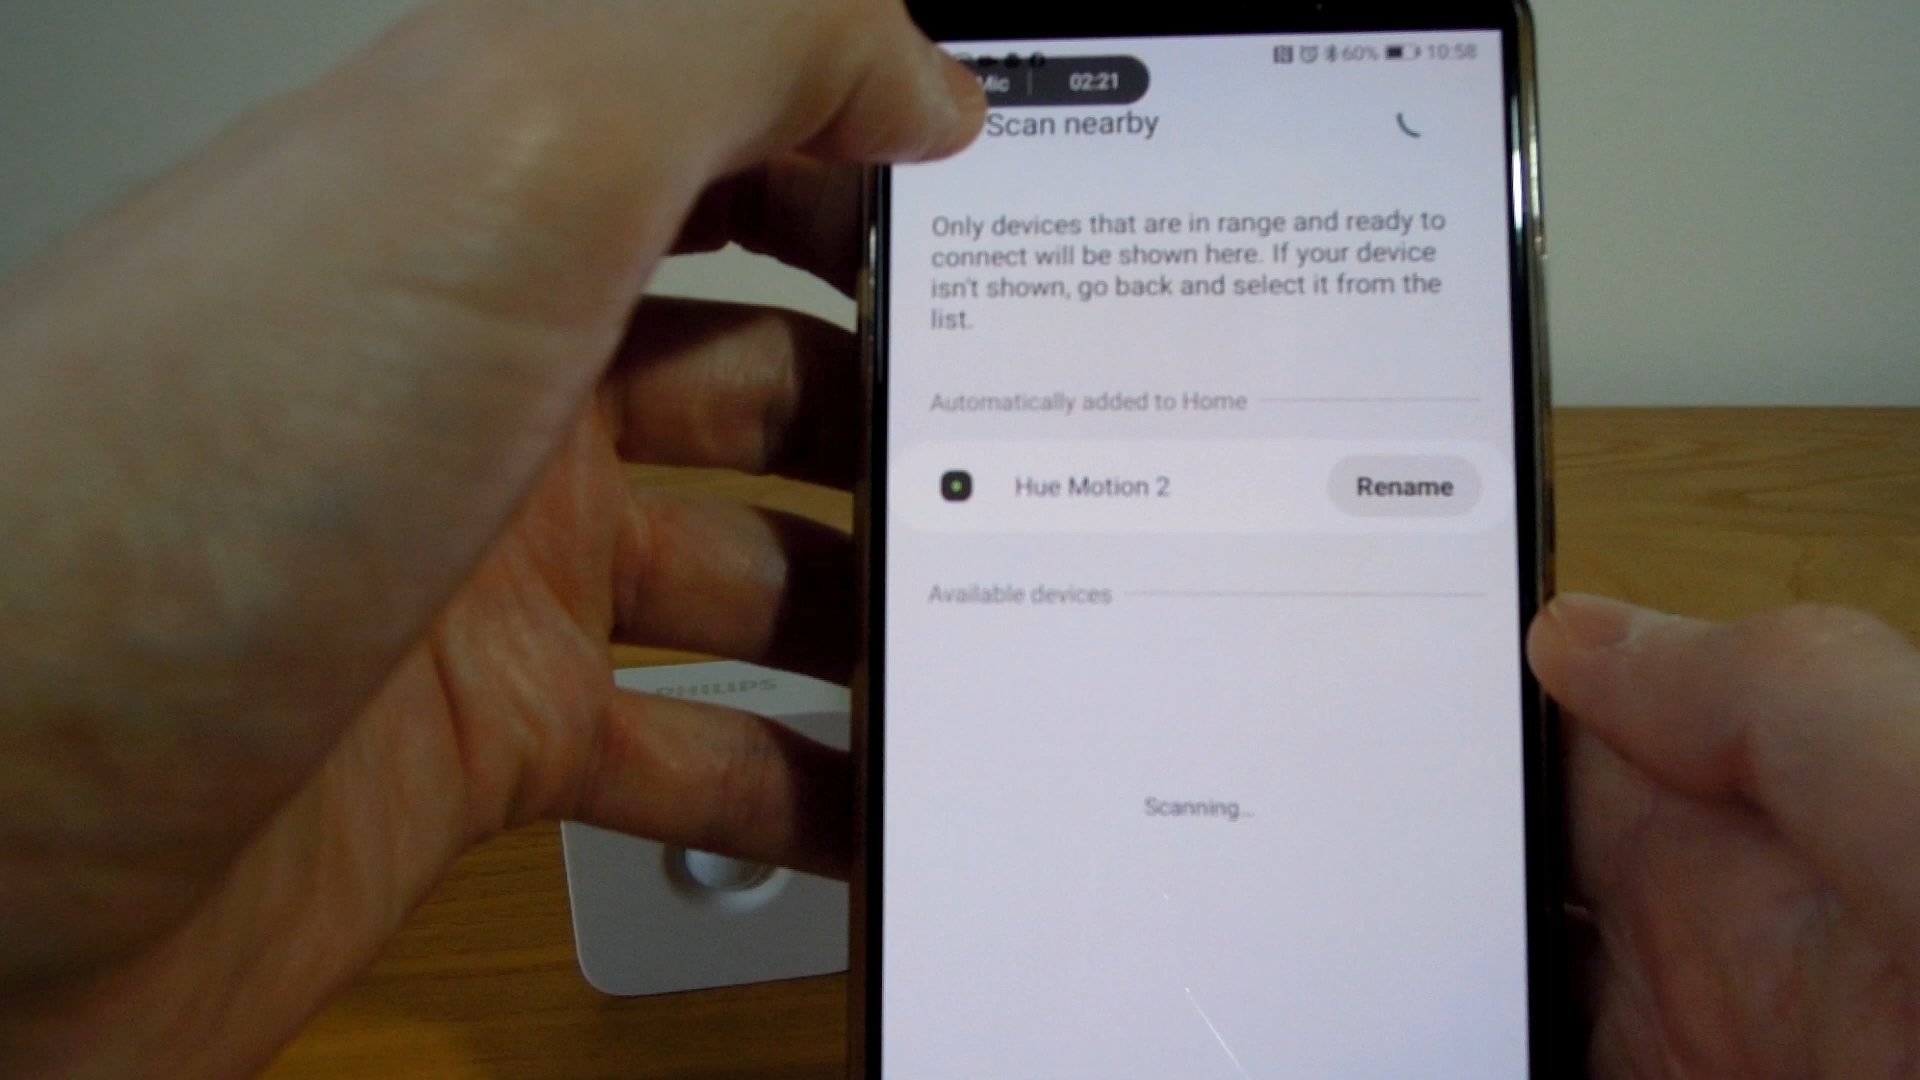 60% 10:58
Mic 02:21
Scan nearby
Only devices that are in range and ready to
connect will be shown here. If your device
isn't shown, go back and select it from the
list.
Automatically added to Home
Hue Motion 2 Rename
Available devices
PHILIPS
Scanning...